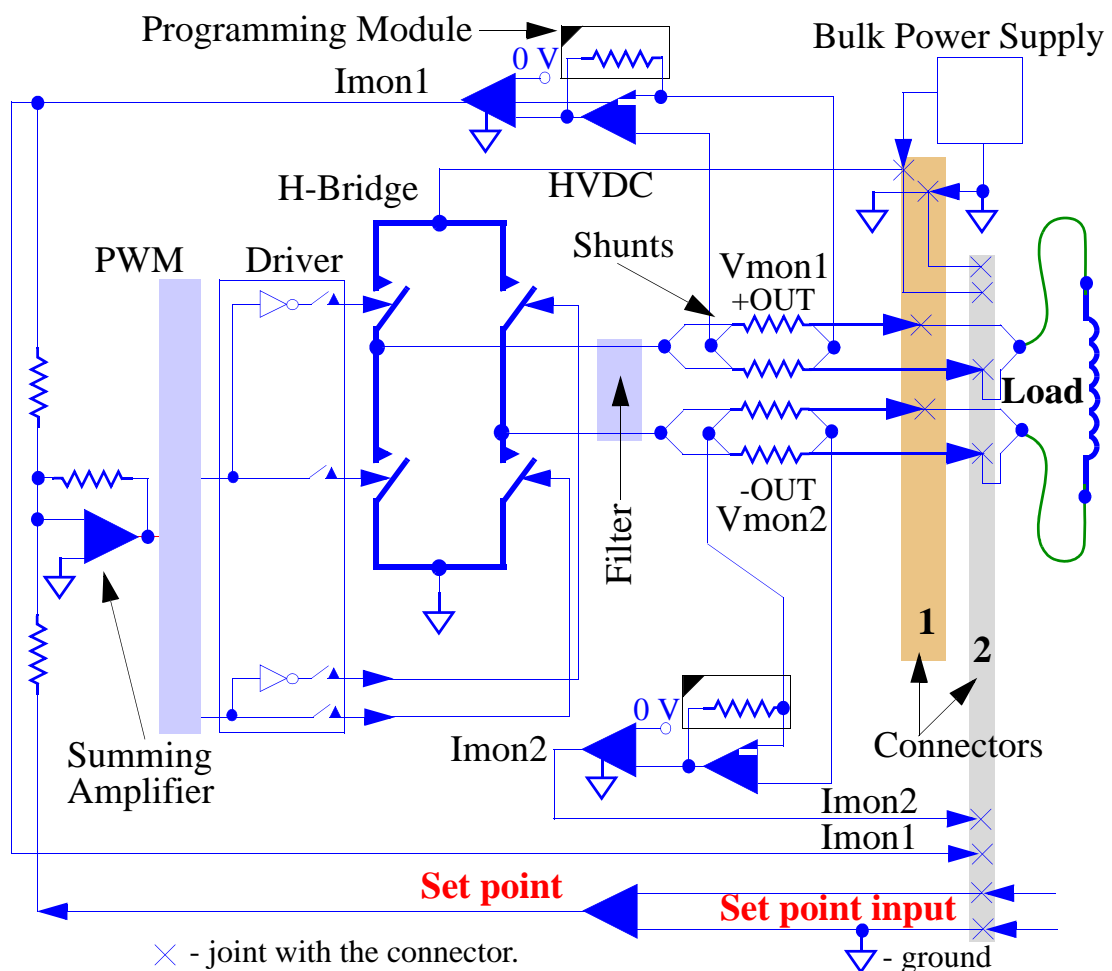 Programming Module
Bulk Power Supply
0 V
Imon1
HVDC
H-Bridge
Shunts
PWM
Driver
Vmon1
+OUT
Load
-OUT
Vmon2
Filter
1
2
Summing
Amplifier
0 V
Imon2
Connectors
Imon2
Imon1
Set point
Set point input
- joint with the connector.
- ground